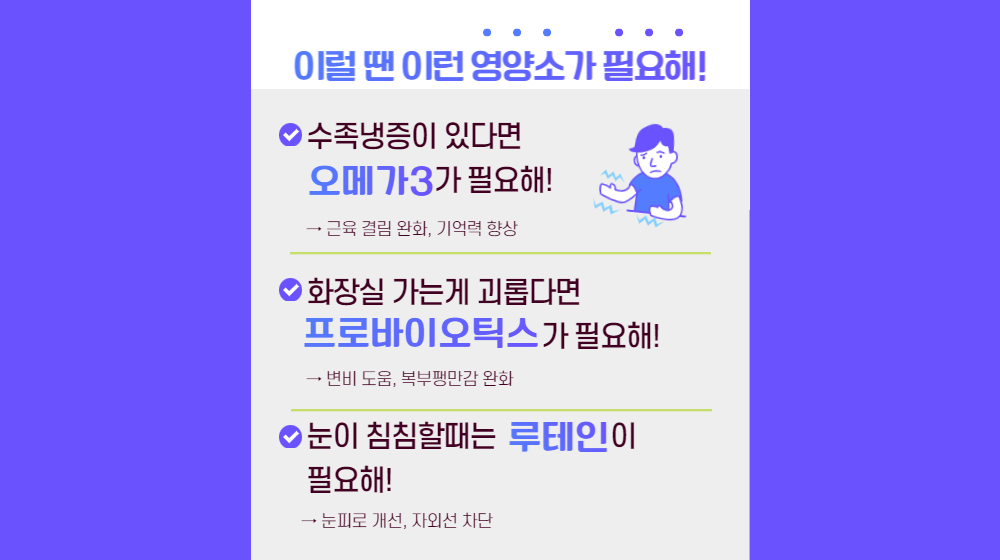 이럴 땐 이런 영양소가 필요해!
수족냉증이 있다면
오메가3가 필요해!
→ 근육 결림 완화, 기억력 향상
화장실 가는게 괴롭다면
프로바이오틱스가 필요해!
→ 변비 도움, 복부팽만감 완화
눈이 침침할때는 루테인이
필요해!
→ 눈피로 개선, 자외선 차단